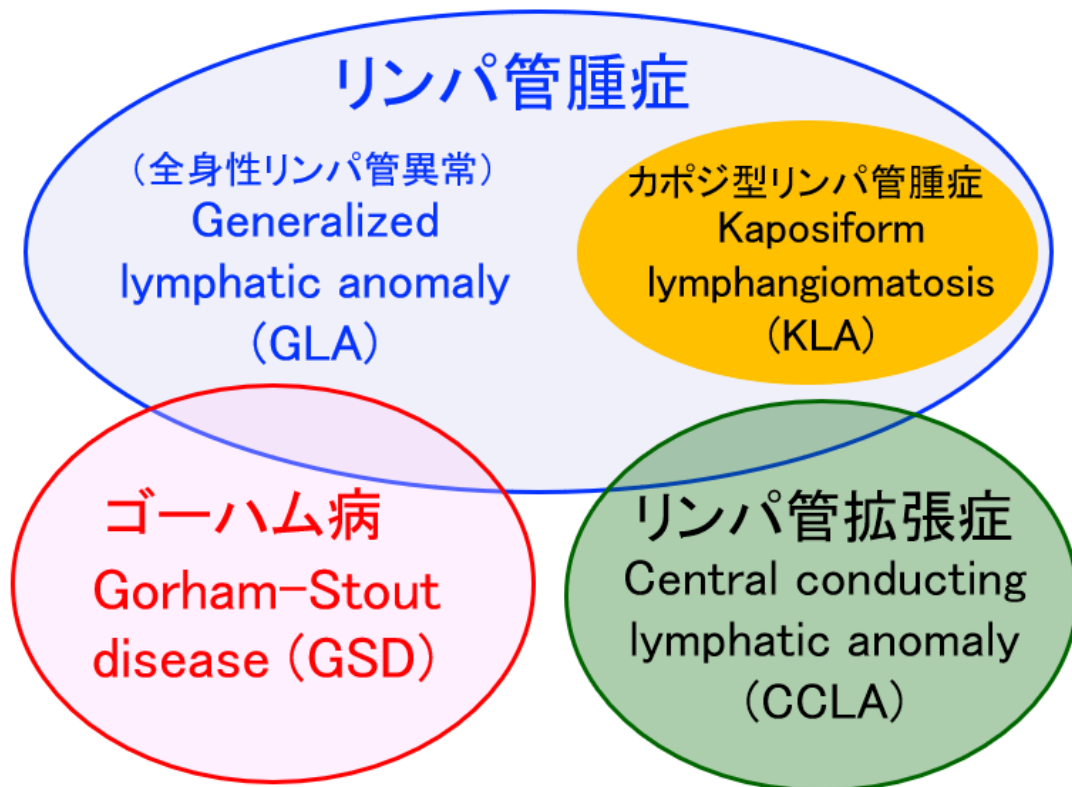 リンパ管腫症
（全身性リンパ管異常）
Generalized
lymphatic anomaly
(GLA)
カポジ型リンパ管腫症
Kaposiform
lymphangiomatosis
(KLA)
ゴーハム病
Gorham-Stout
disease (GSD)
リンパ管拡張症
Central conducting
lymphatic anomaly
(CCLA)